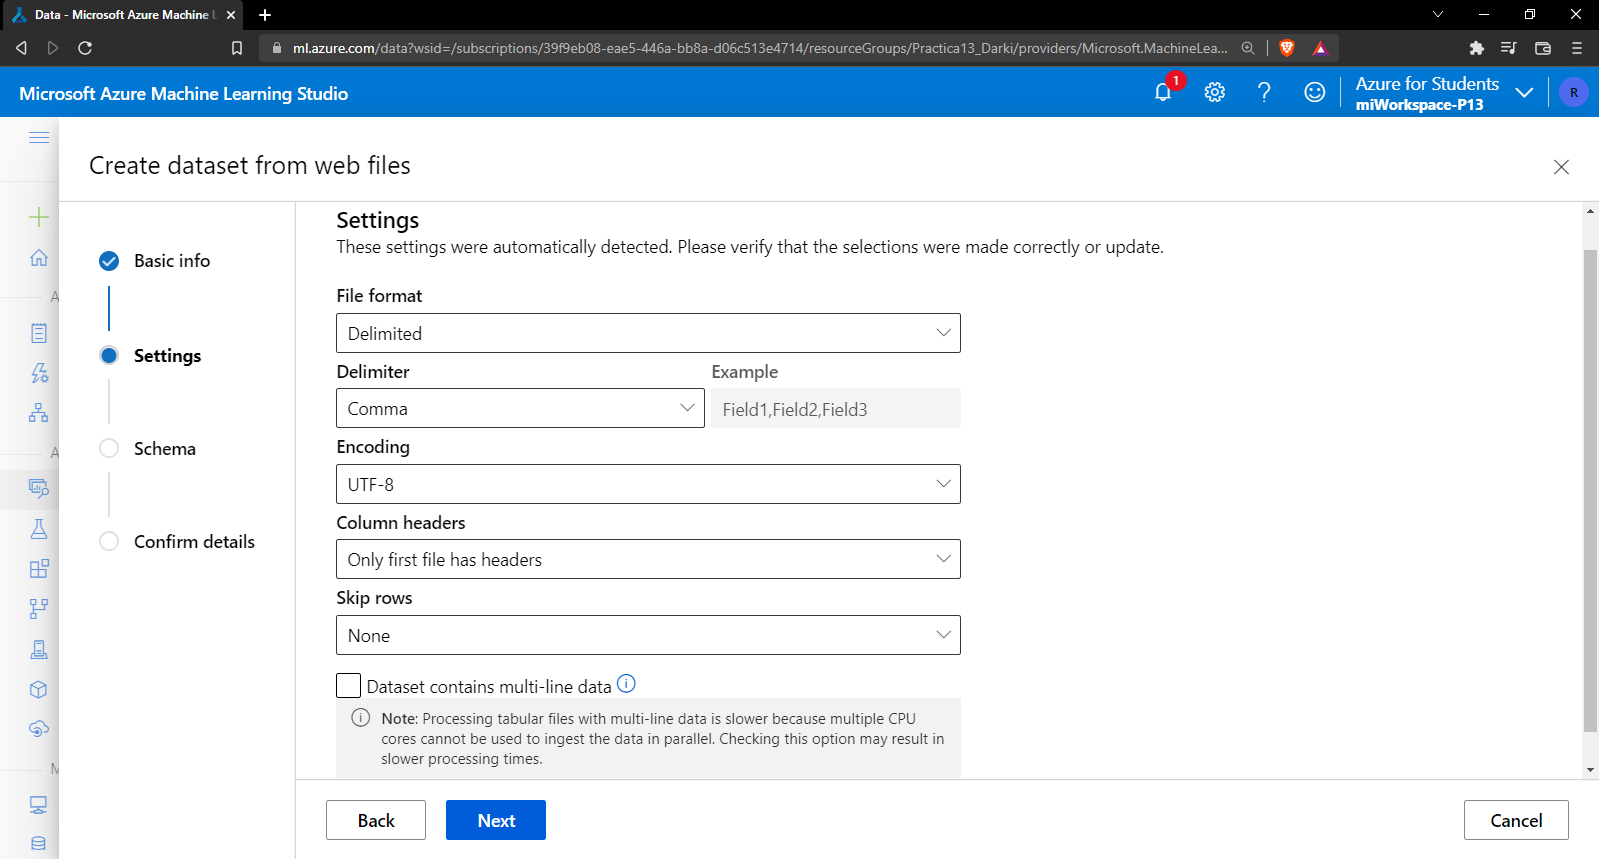 Data - Microsoft Azure Machine L
ml.azure.com/data?wsid=/subscriptions/39f9eb08-eae5-446a-bb8a-d06c513e4714/resourceGroups/Practica13_Darki/providers/Microsoft.MachineLea...
Microsoft Azure Machine Learning Studio
1
Azure for Students
miWorkspace-P13
R
Create dataset from web files
A
A
M
Basic info
Settings
Schema
Confirm details
Settings
These settings were automatically detected. Please verify that the selections were made correctly or update.
File format
Delimited
Delimiter
Example
Comma
Field1,Field2,Field3
Encoding
UTF-8
Column headers
Only first file has headers
Skip rows
None
Dataset contains multi-line data
Note: Processing tabular files with multi-line data is slower because multiple CPU
cores cannot be used to ingest the data in parallel. Checking this option may result in
slower processing times.
Back
Next
Cancel